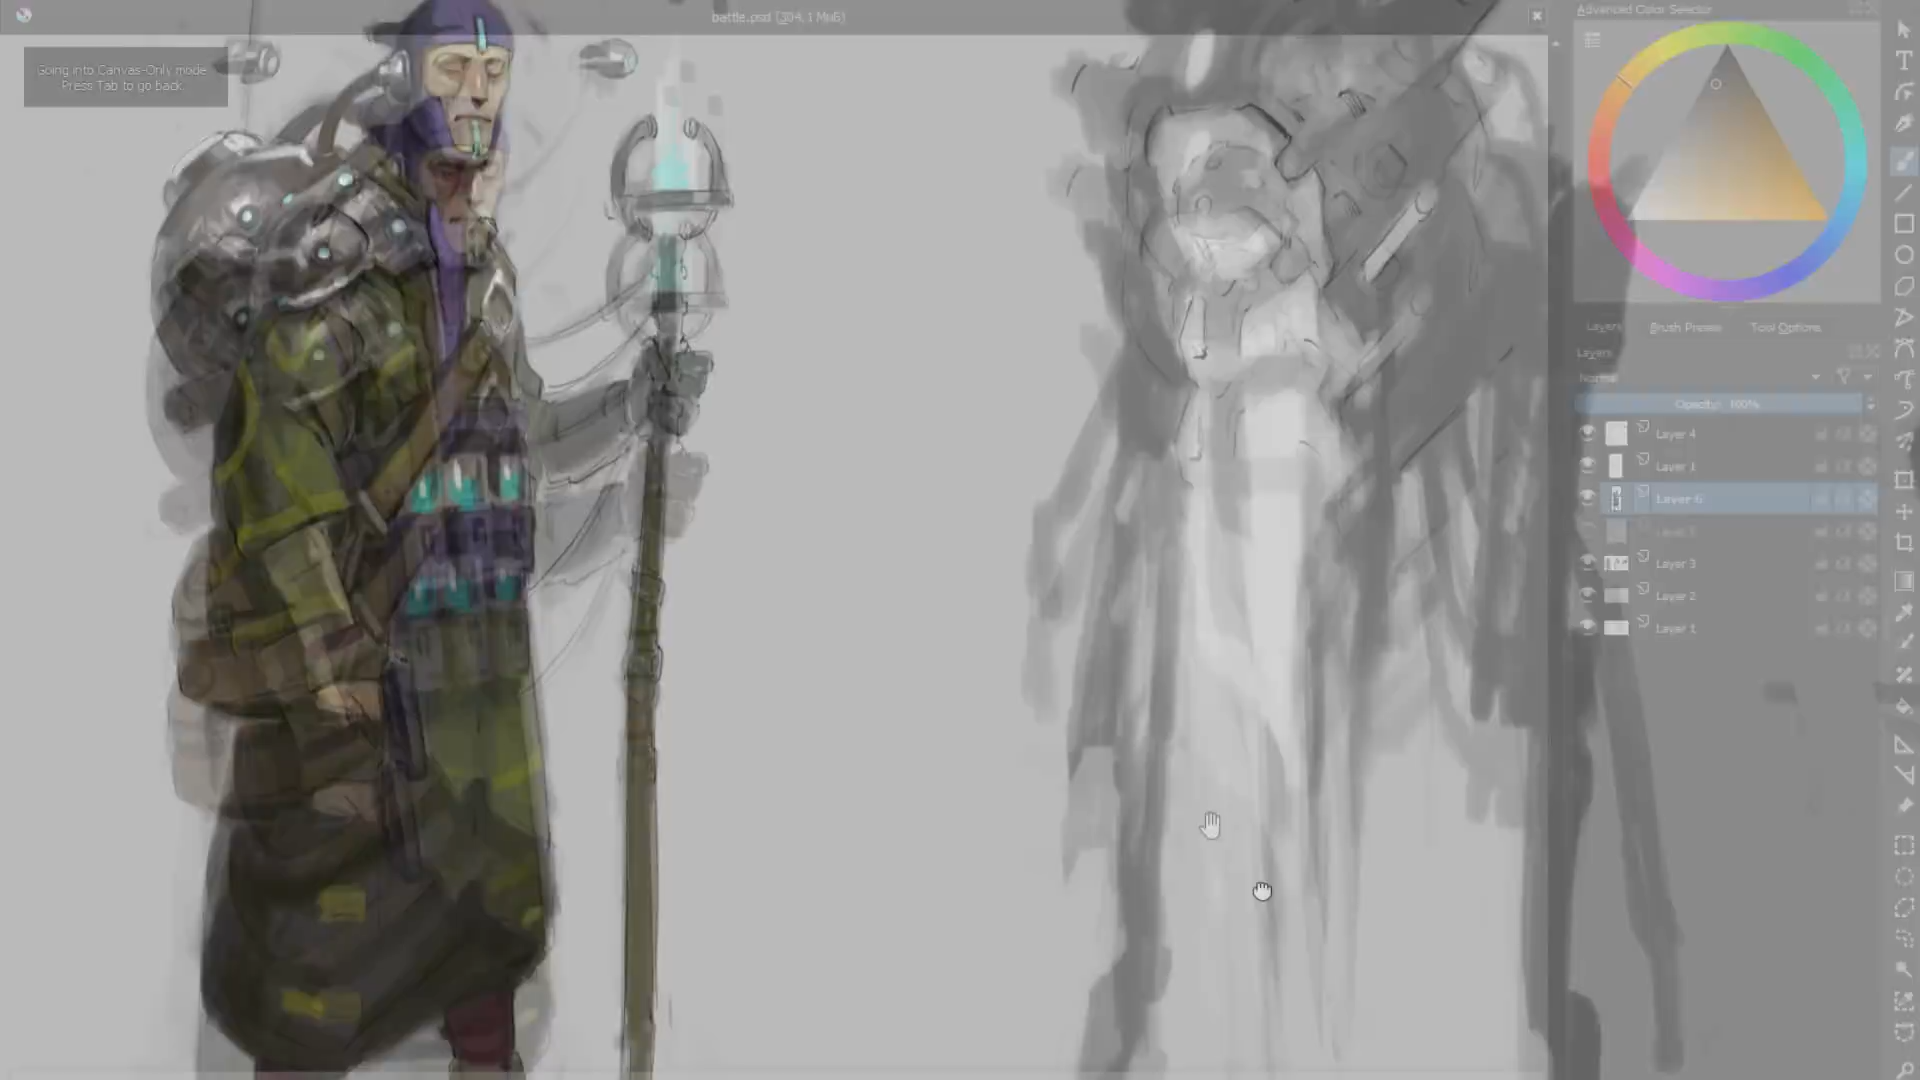 battle.psd (304,1 МиБ)
Advanced Color Selector
Going into Canvas-Only mode
Press Tab to go back.
Layers
Brush Presets
Tool Options
Layers
Normal
Opacity: 100%
Layer 4
Layer 1
Layer 6
Layer 3
Layer 2
Layer 1